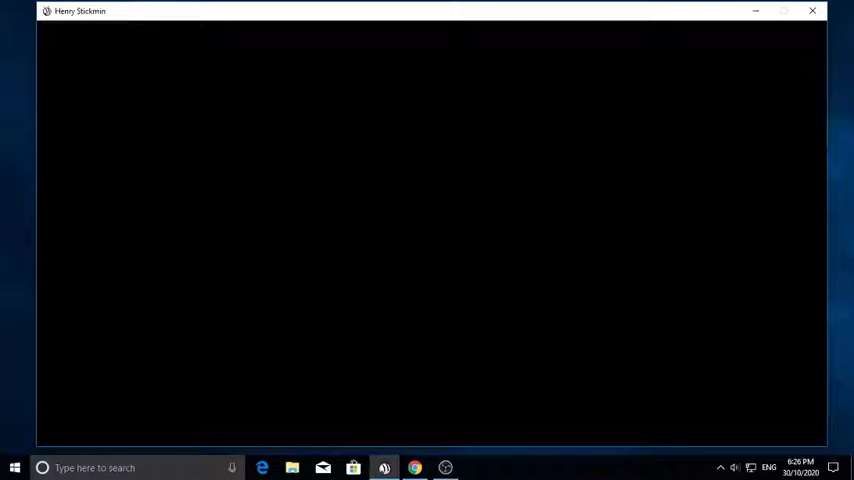 Henry Stickmin
Type here to search
ENG
6:26 PM
30/10/2020